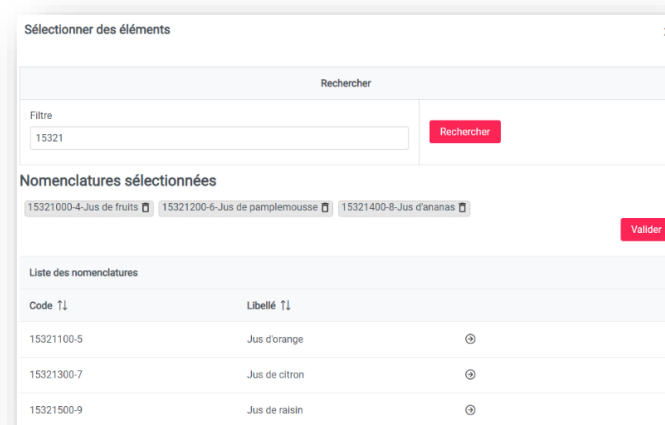 Sélectionner des éléments
Rechercher
Filtre
15321
Rechercher
Nomenclatures sélectionnées
15321000-4-Jus de fruits 15321200-6-Jus de pamplemousse 15321400-8-Jus d'ananas
Valider
Liste des nomenclatures
Code Libellé
15321100-5 Jus d'orange
15321300-7 Jus de citron
15321500-9 Jus de raisin